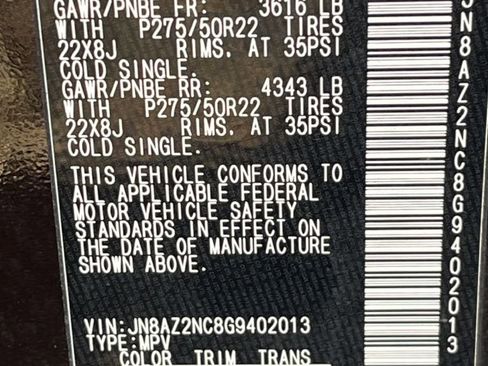 GAWR/PNBE FR: 3616 LB
WITH P275/50R22 TIRES
22X8J RIMS, AT 35PSI
COLD SINGLE.
GAWR/PNBE RR: 4343 LB
WITH P275/50R22 TIRES
22X8J RIMS, AT 35PSI
COLD SINGLE.
THIS VEHICLE CONFORMS TO
ALL APPLICABLE FEDERAL
MOTOR VEHICLE SAFETY
STANDARDS IN EFFECT ON
THE DATE OF MANUFACTURE
SHOWN ABOVE.
VIN:JN8AZ2NC8G9402013
TYPE:MPV
COLOR TRIM TRANS
JN8AZ2NC8G9402013